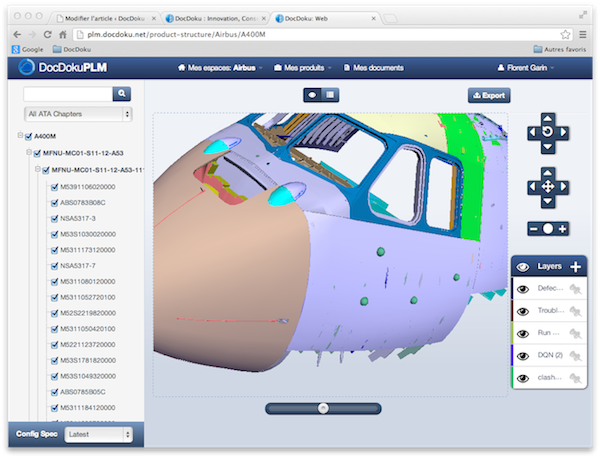 Modifier l'article ‹ DocDoku
DocDoku : Innovation, Cons
DocDoku: Web
plm.docdoku.net/product-structure/Airbus/A400M
Google
DocDoku
Autres favoris
DocDokuPLM
Mes espaces: Airbus
Mes produits
Mes documents
Florent Garin
Export
All ATA Chapters
A400M
MFNU-MC01-S11-12-A53
MFNU-MC01-S11-12-A53-11
M5391106020000
ABS0783B08C
NSA5317-3
M53S1030020000
M5311173120000
NSA5317-7
M5311080120000
M5311052720100
M52S2219820000
M5311050420100
M5221123720000
M53S1781820000
M53S1049320000
ABS0785B05C
M5311184120000
Layers
Defec...
Troubl...
Run ...
DQN (2)
clash...
Config Spec
Latest